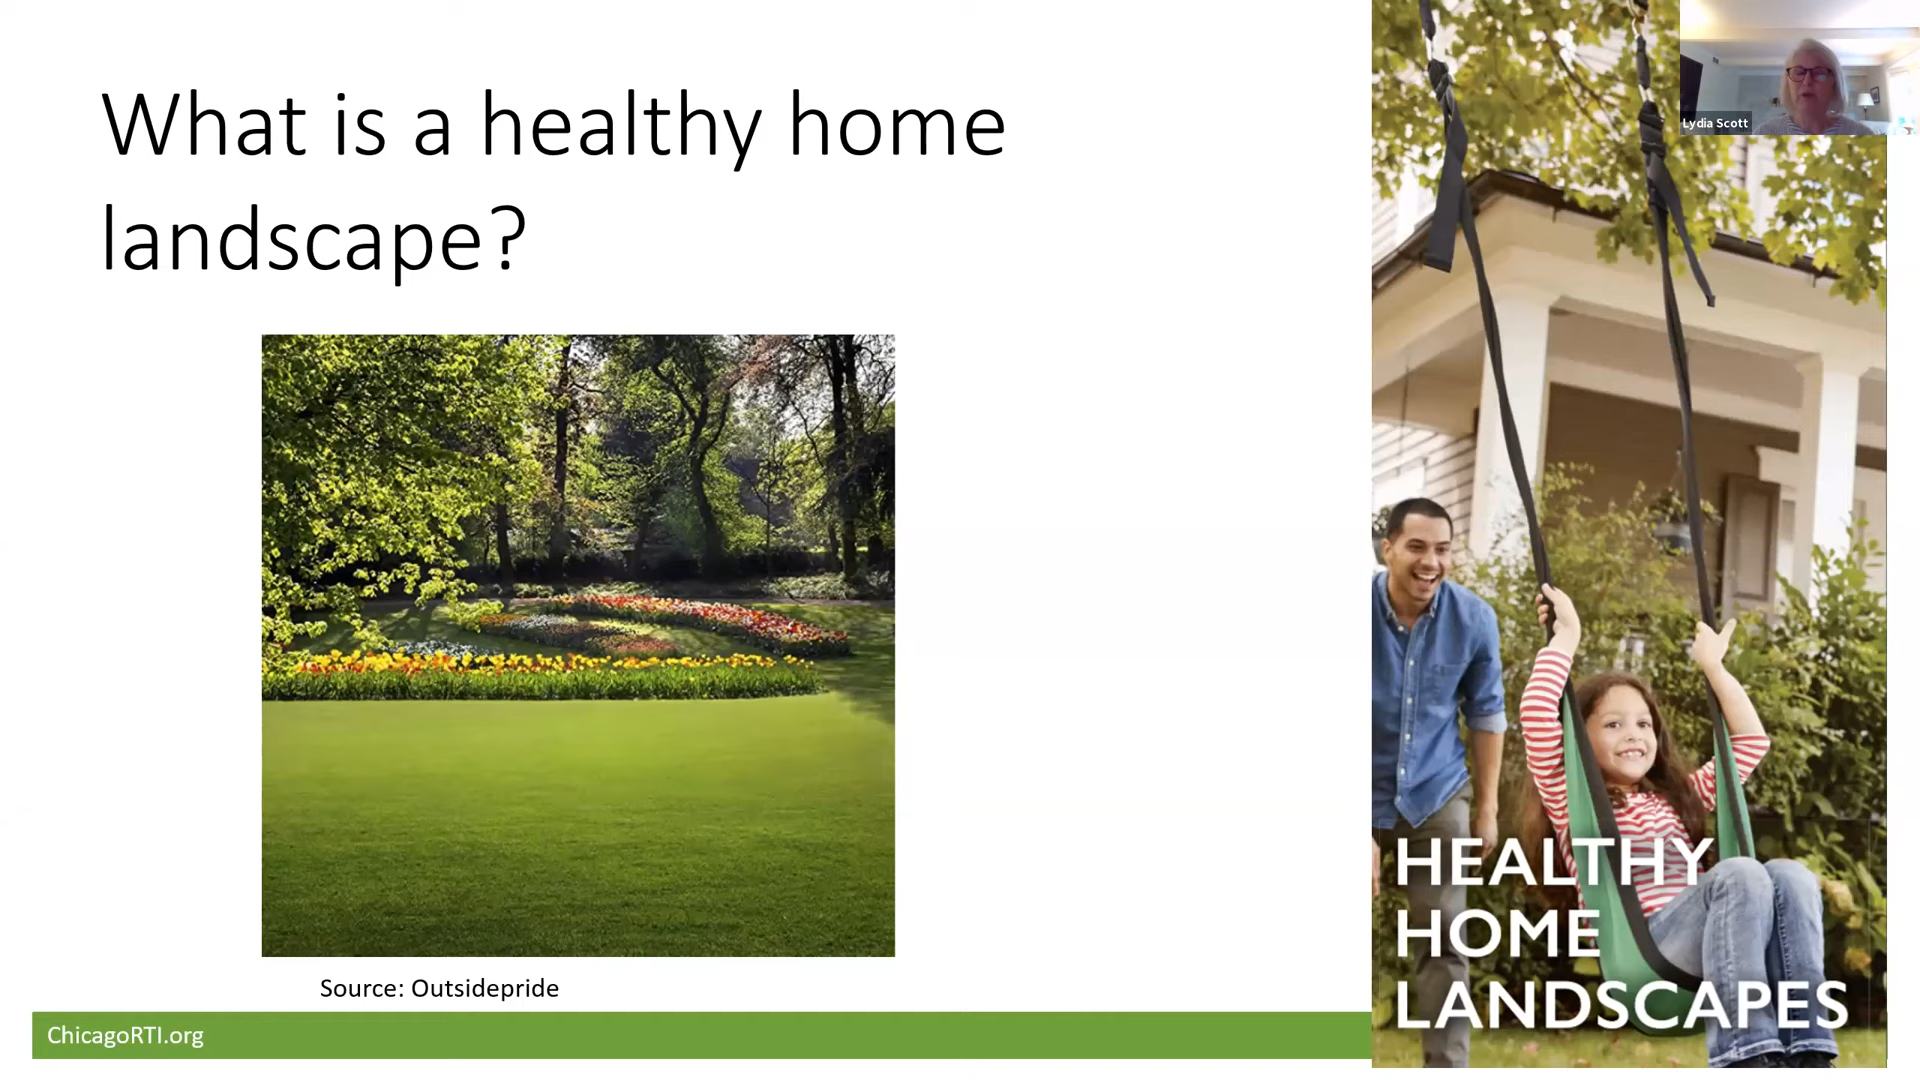 What is a healthy home
landscape?
Lydia Scott
Source: Outsidepride
ChicagoRTI.org
HEALTHY
HOME
LANDSCAPES